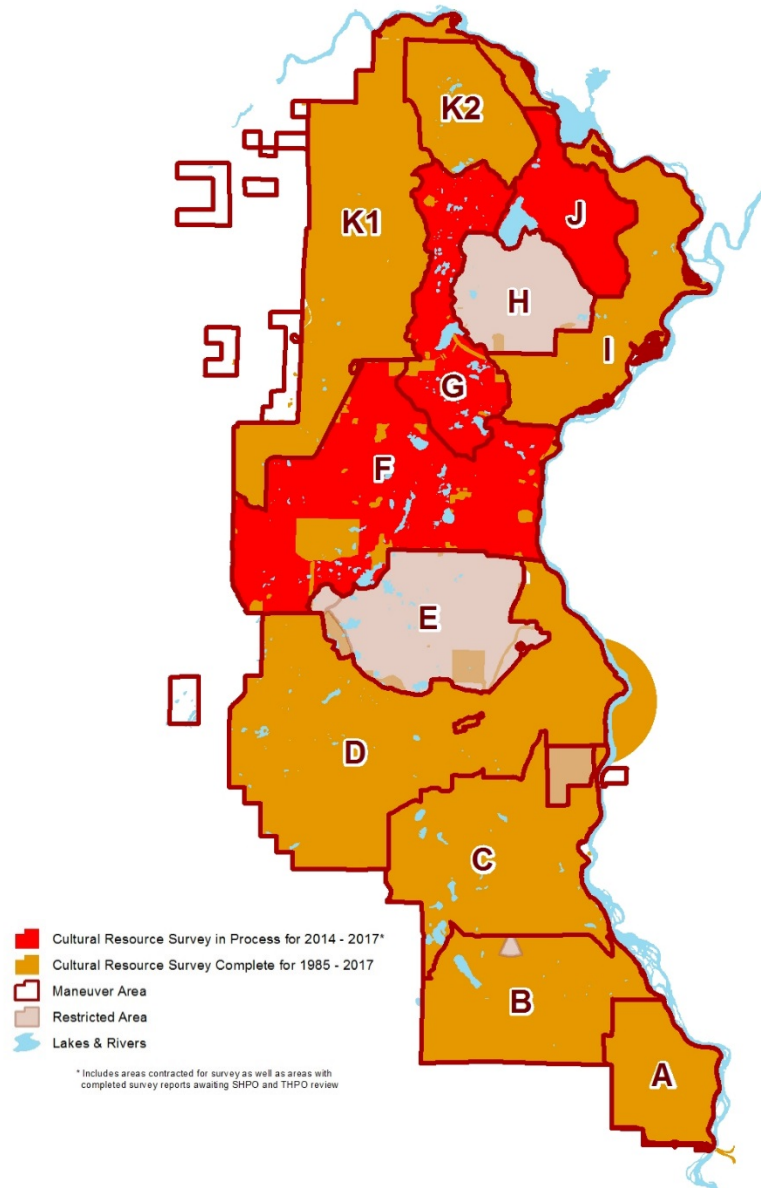 K2
J
K1
H
I
G
F
E
D
C
B
A
Cultural Resource Survey in Process for 2014 - 2017*
Cultural Resource Survey Complete for 1985 - 2017
Maneuver Area
Restricted Area
Lakes & Rivers
* Includes areas contracted for survey as well as areas with
completed survey reports awaiting SHPO and THPO review